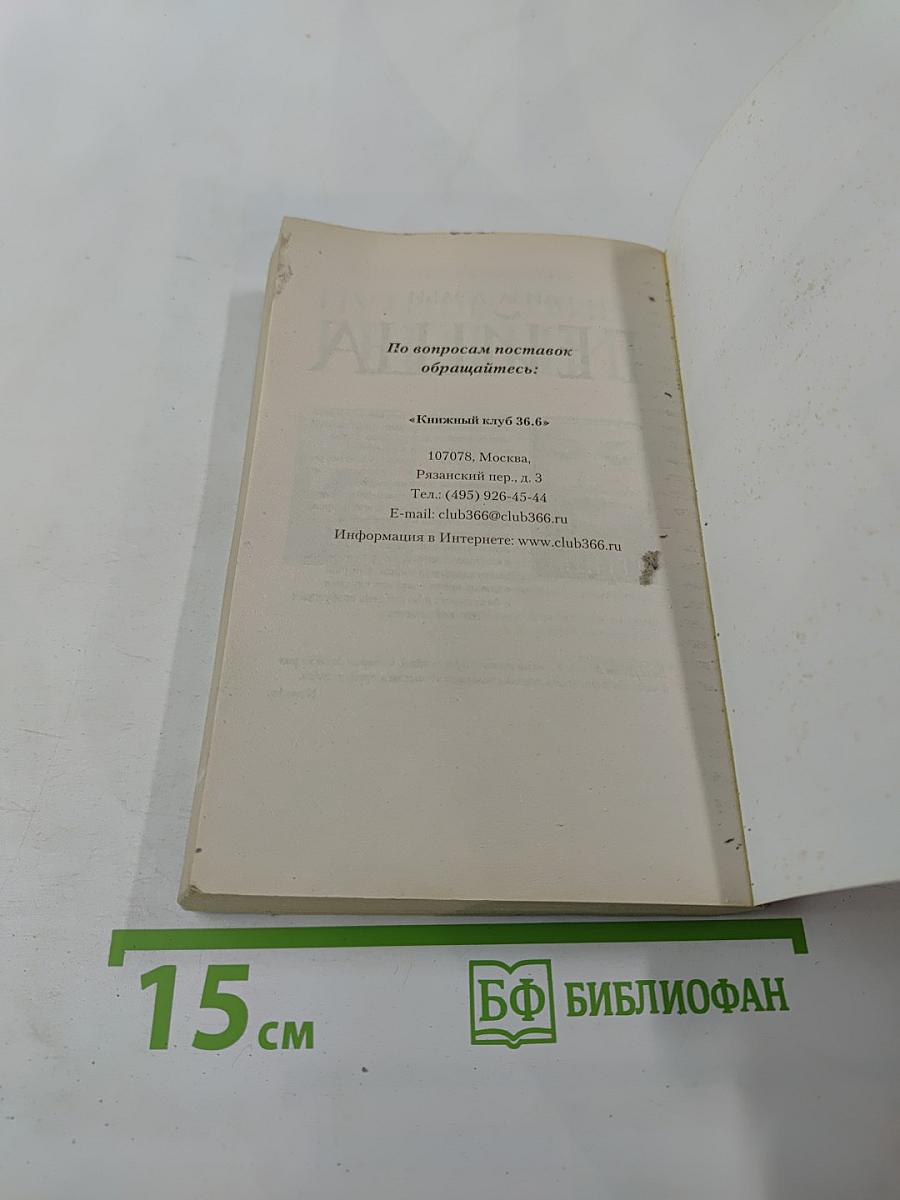 По вопросам поставок
обращайтесь:
«Книжный клуб 36.6»
107078, Москва,
Рязанский пер., д. 3
Тел.: (495) 926-45-44
E-mail: club366@club366.ru
Информация в Интернете: www.club366.ru
15 см
БФ БИБЛИОФАН